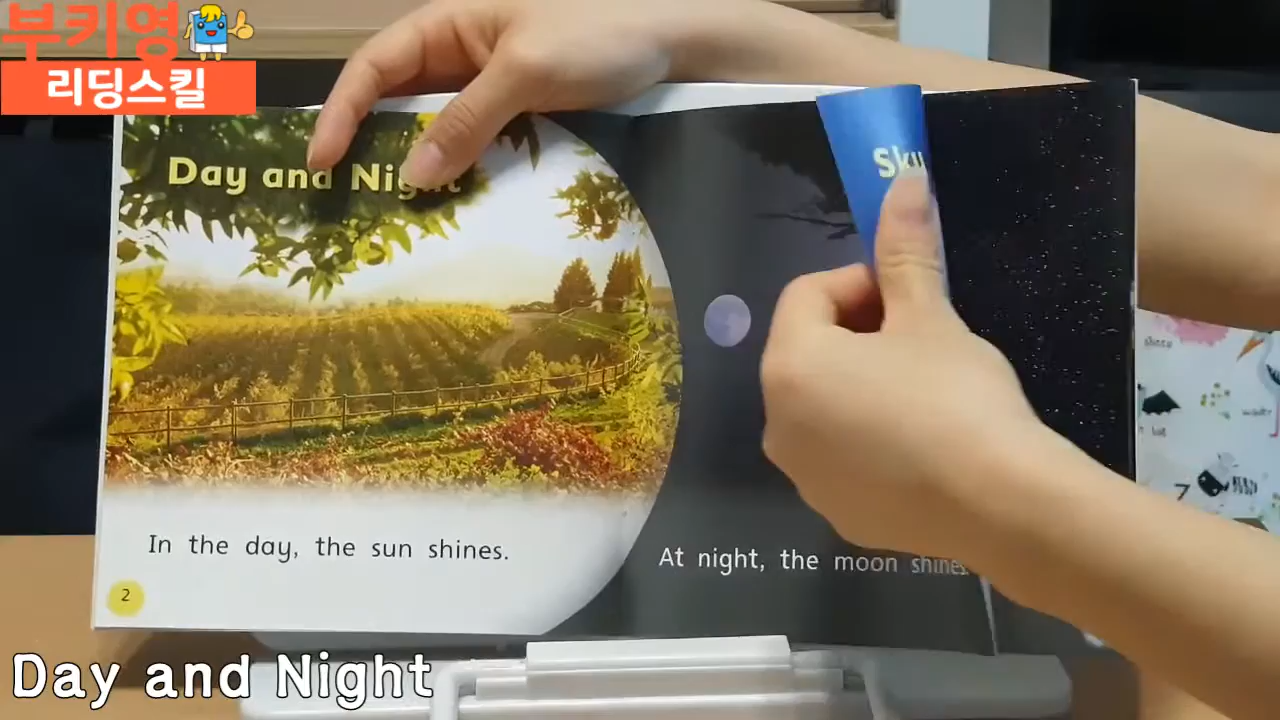 부키영
리딩스킬
Day and Night
Sky
In the day, the sun shines.
At night, the moon shines
2
Day and Night